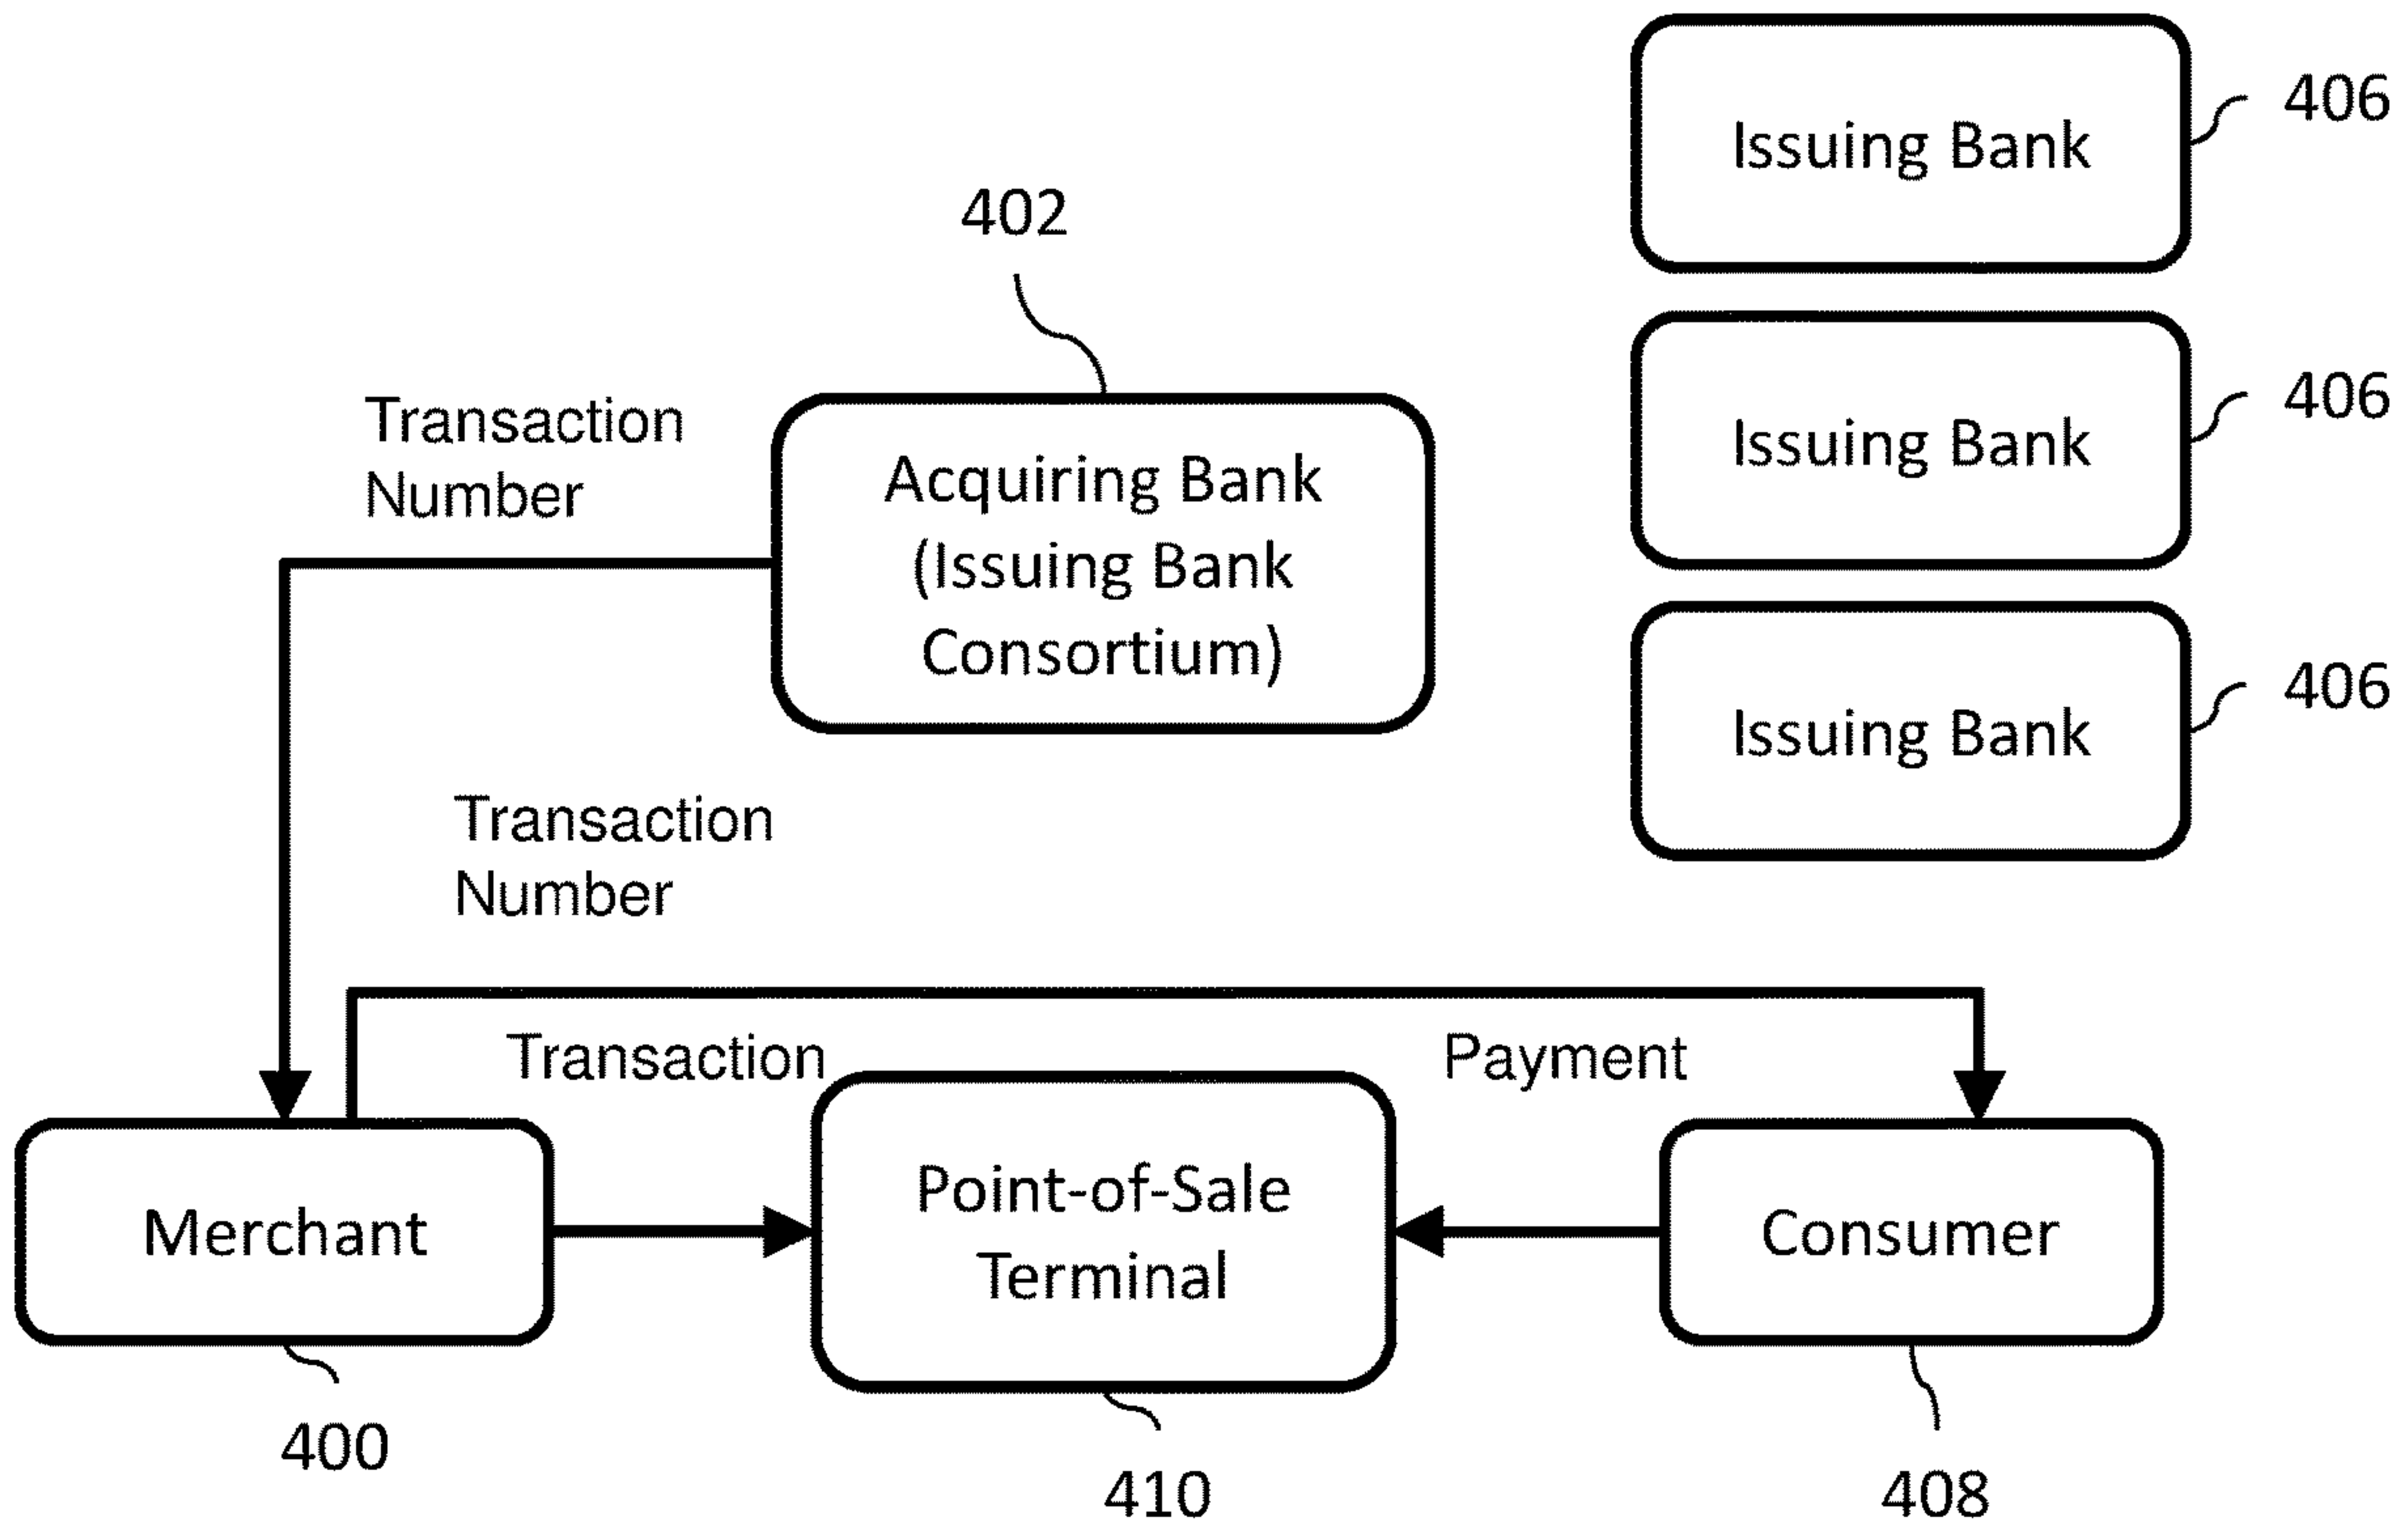 406
Issuing Bank
402
406
Transaction
Number
Issuing Bank
Acquiring Bank
(Issuing Bank
Consortium)
406
Issuing Bank
Transaction
Number
Transaction
Payment
Merchant
Point-of-Sale
Terminal
Consumer
400
410
408